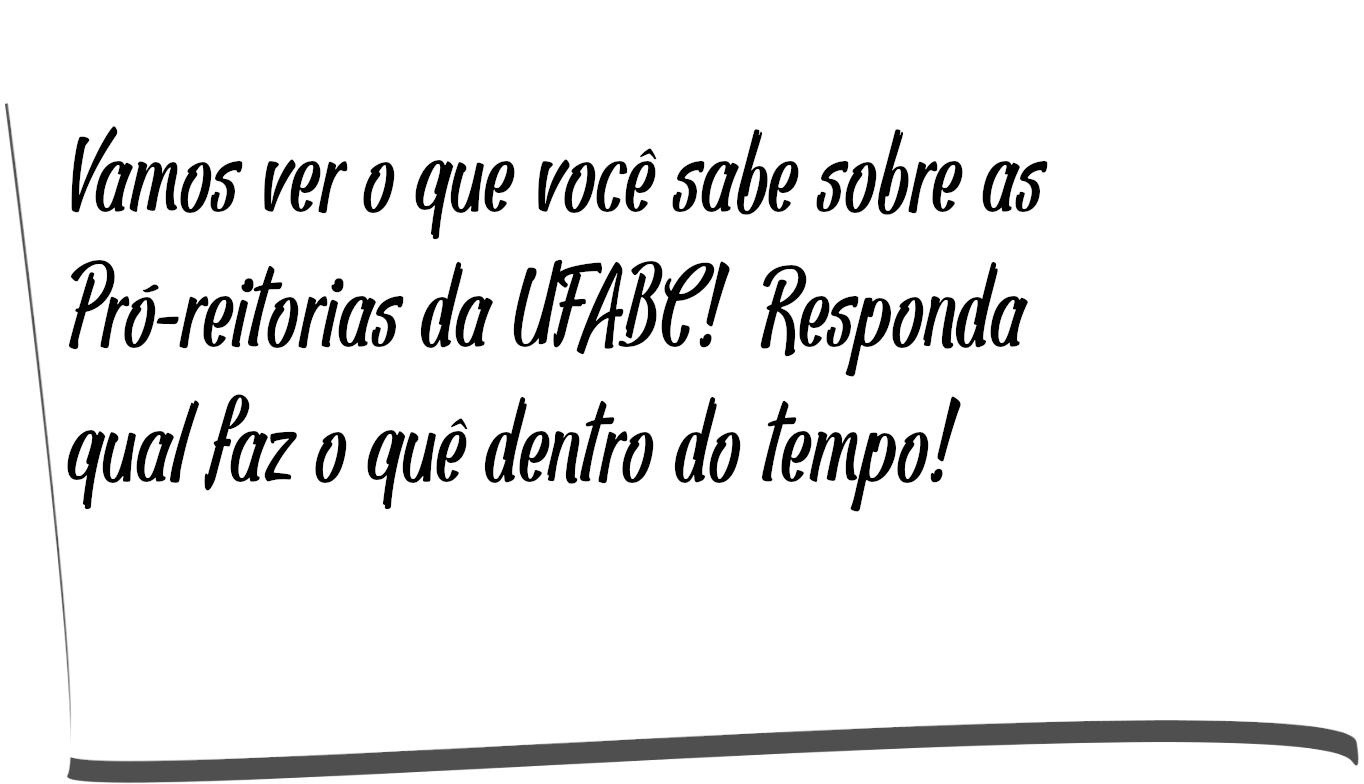 Vamos ver o que você sabe sobre as
Pró-reitorias da UFABC! Responda
qual faz o quê dentro do tempo!